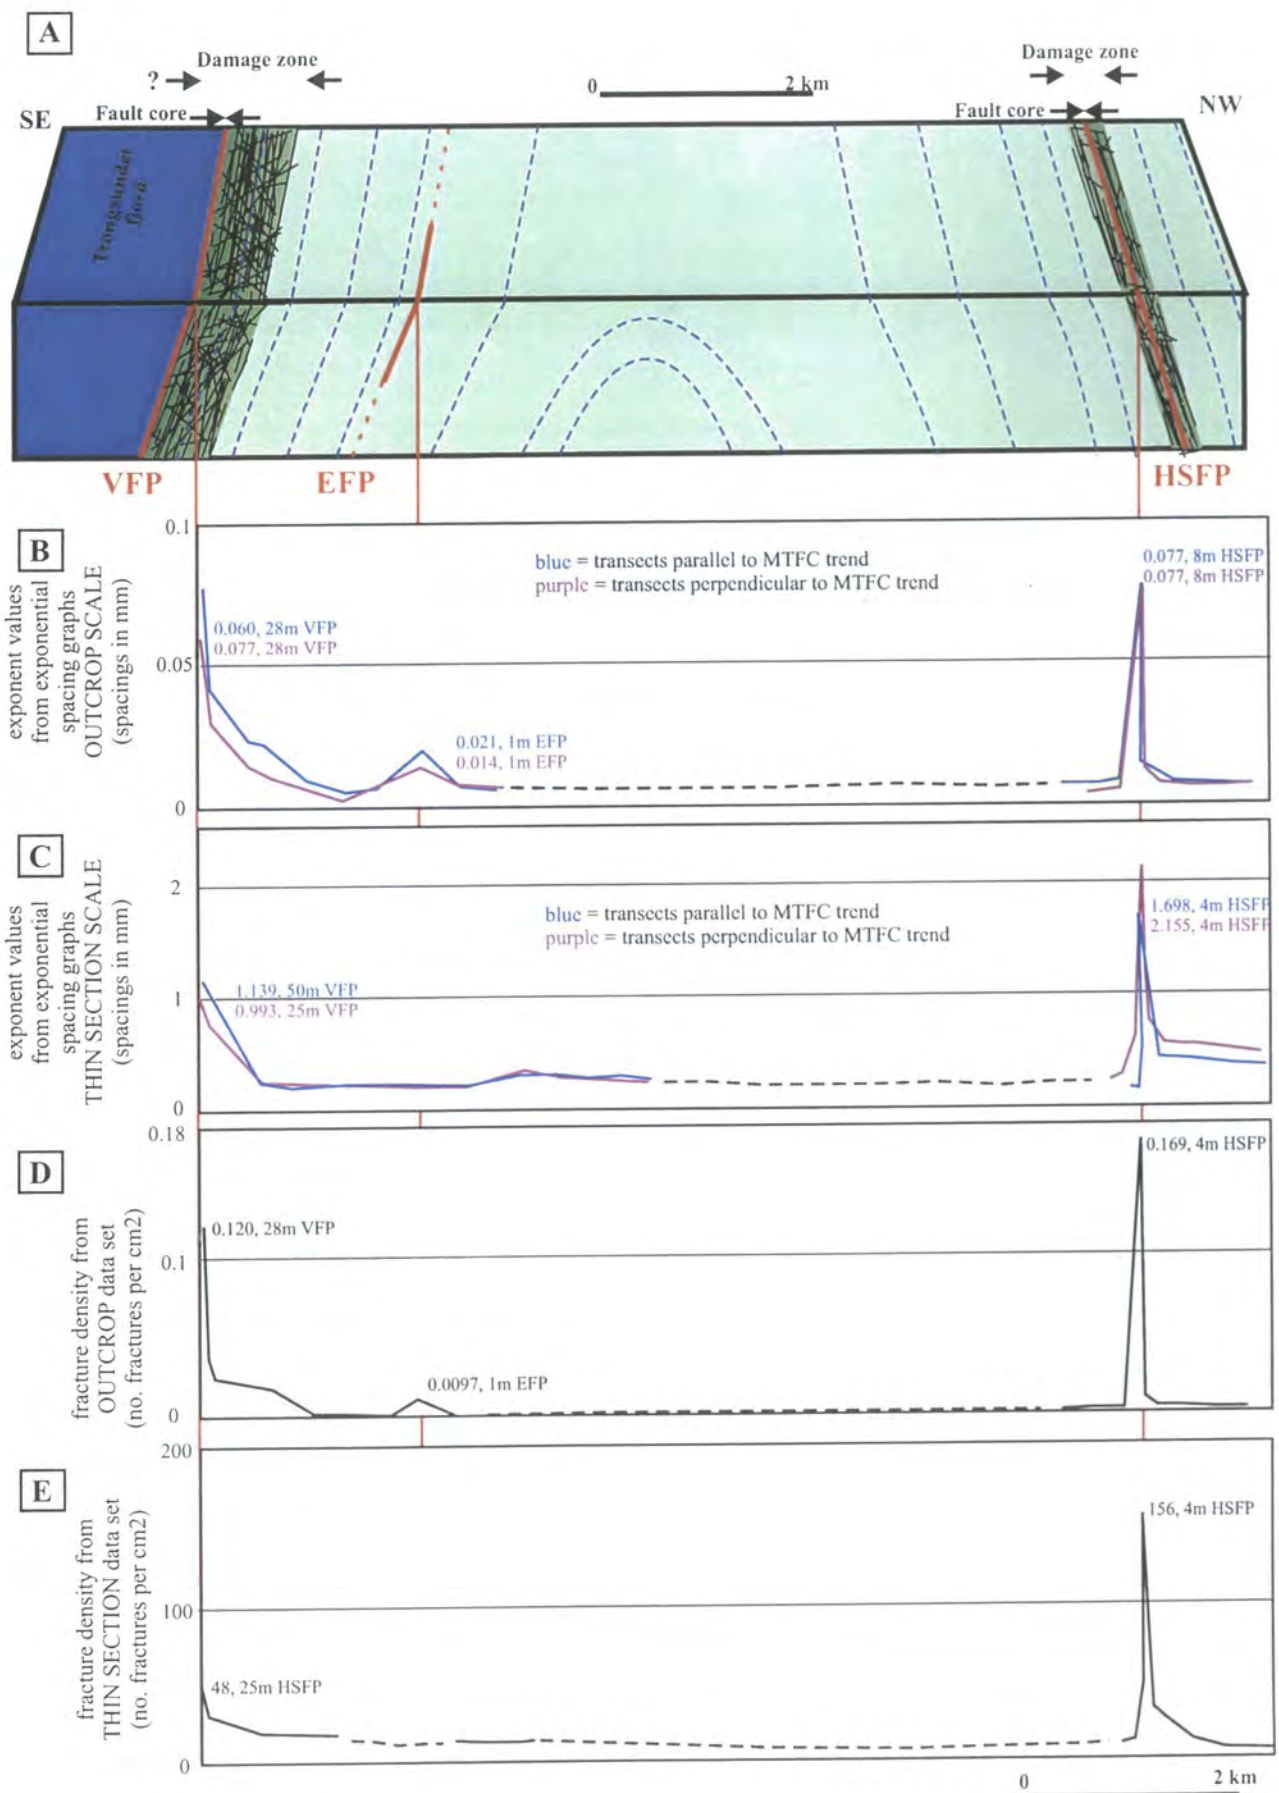 A
Damage zone
?
Fault core
SE
0 2 km
Damage zone
Fault core
NW
Trongsundet
fjord
VFP
EFP
HSFP
B
exponent values
from exponential
spacing graphs
OUTCROP SCALE
(spacings in mm)
0.1
0.05
0
blue = transects parallel to MTFC trend
purple = transects perpendicular to MTFC trend
0.060, 28m VFP
0.077, 28m VFP
0.021, 1m EFP
0.014, 1m EFP
0.077, 8m HSFP
0.077, 8m HSFP
C
exponent values
from exponential
spacing graphs
THIN SECTION SCALE
(spacings in mm)
2
1
0
blue = transects parallel to MTFC trend
purple = transects perpendicular to MTFC trend
1.139, 50m VFP
0.993, 25m VFP
1.698, 4m HSFP
2.155, 4m HSFP
D
fracture density from
OUTCROP data set
(no. fractures per cm2)
0.18
0.1
0
0.120, 28m VFP
0.0097, 1m EFP
0.169, 4m HSFP
E
fracture density from
THIN SECTION data set
(no. fractures per cm2)
200
100
0
48, 25m HSFP
156, 4m HSFP
0 2 km